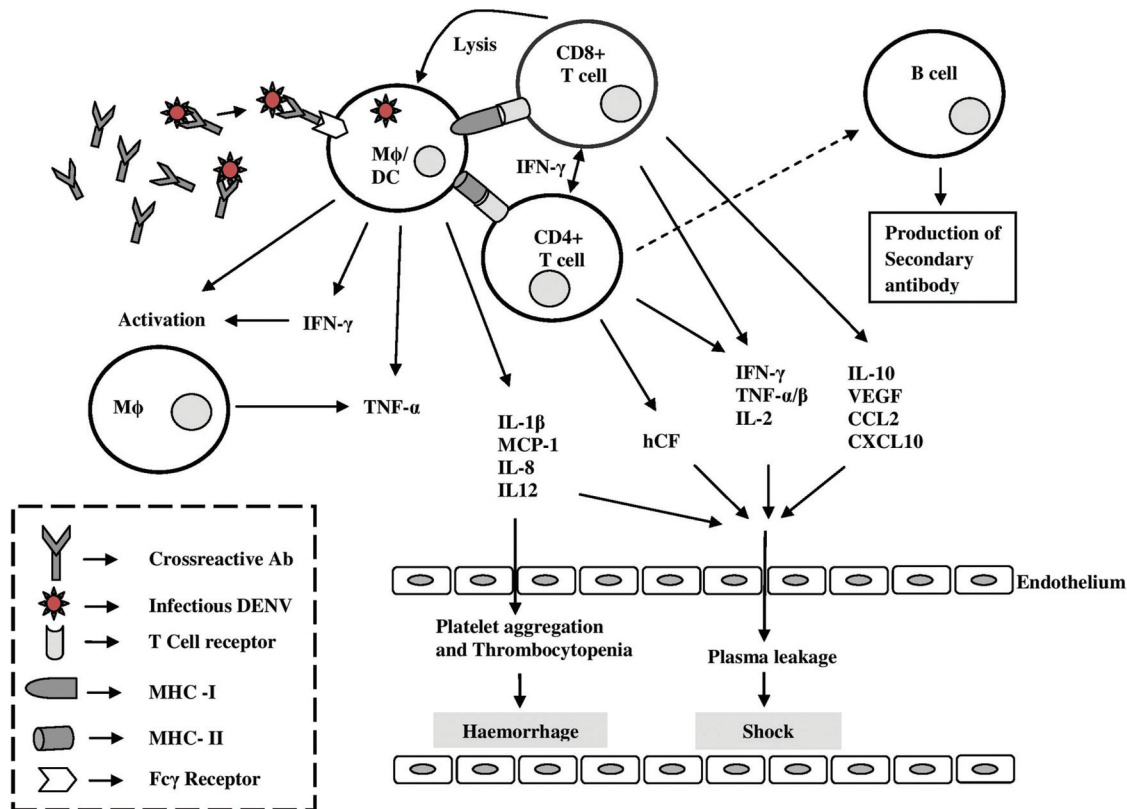 Lysis
CD8+
T cell
B cell
Mϕ/
DC
IFN-γ
CD4+
T cell
Production of
Secondary
antibody
Activation
IFN-γ
Mϕ
TNF-α
IL-1β
MCP-1
IL-8
IL12
hCF
IFN-γ
TNF-α/β
IL-2
IL-10
VEGF
CCL2
CXCL10
Crossreactive Ab
Infectious DENV
T Cell receptor
MHC -I
MHC- II
Fcγ Receptor
Endothelium
Platelet aggregation
and Thrombocytopenia
Plasma leakage
Haemorrhage
Shock